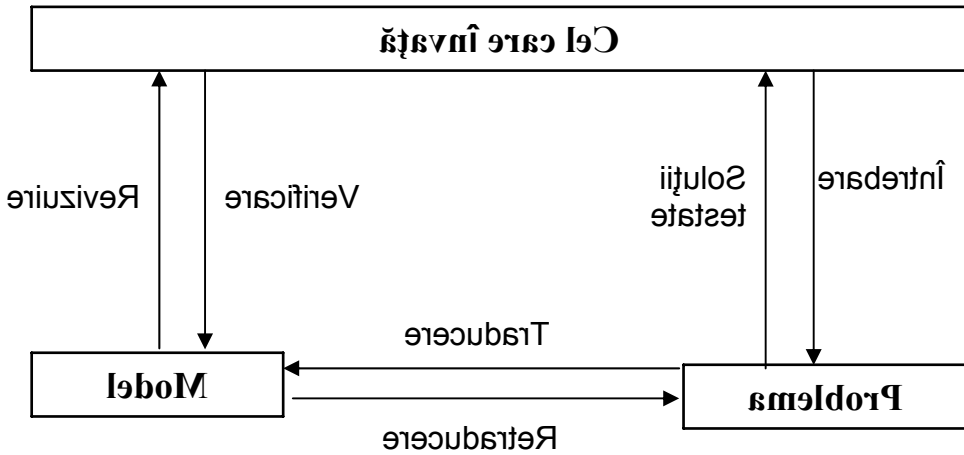 Cel care învaţă
Întrebare
Soluţii
testate
Verificare
Revizuire
Traducere
Problema
Model
Retraducere